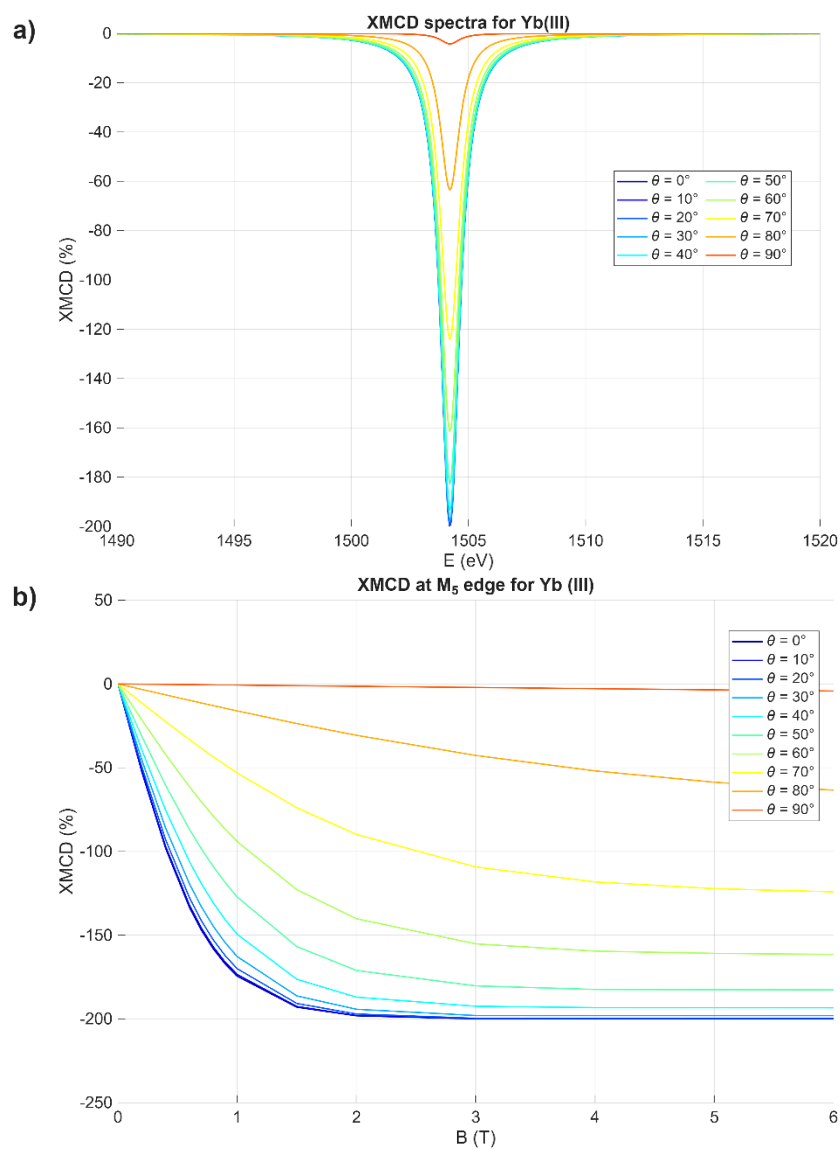 a)
XMCD spectra for Yb(III)
0
-20
-40
-60
-80
-100
-120
-140
-160
-180
-200
XMCD (%)
θ = 0° θ = 50°
θ = 10° θ = 60°
θ = 20° θ = 70°
θ = 30° θ = 80°
θ = 40° θ = 90°
1490 1495 1500 1505 1510 1515 1520
E (eV)
b)
XMCD at M₅ edge for Yb (III)
50
0
-50
-100
-150
-200
-250
XMCD (%)
θ = 0°
θ = 10°
θ = 20°
θ = 30°
θ = 40°
θ = 50°
θ = 60°
θ = 70°
θ = 80°
θ = 90°
0 1 2 3 4 5 6
B (T)